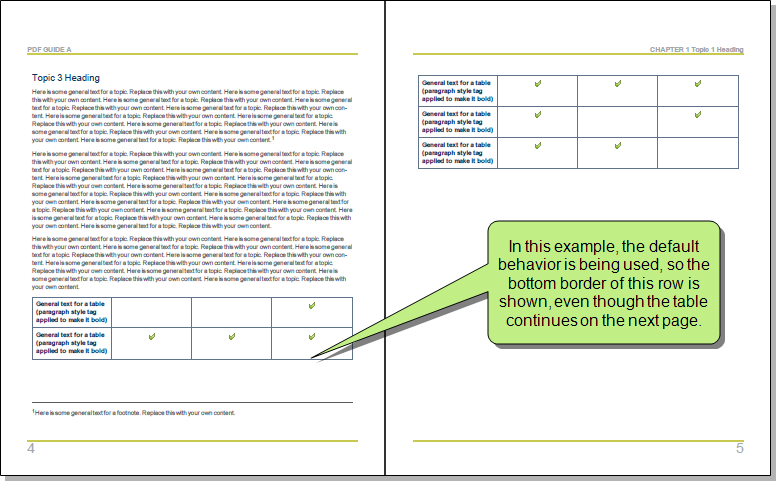 PDF GUIDE A
Topic 3 Heading
Here is some general text for a topic. Replace this with your own content. Here is some general text for a topic. Replace
this with your own content. Here is some general text for a topic. Replace this with your own content. Here is some general
text for a topic. Replace this with your own content. Here is some general text for a topic. Replace this with your own con-
tent. Here is some general text for a topic. Replace this with your own content. Here is some general text for a topic.
Replace this with your own content. Here is some general text for a topic. Replace this with your own content. Here is
some general text for a topic. Replace this with your own content. Here is some general text for a topic. Replace this with
your own content. Here is some general text for a topic. Replace this with your own content.1
Here is some general text for a topic. Replace this with your own content. Here is some general text for a topic. Replace
this with your own content. Here is some general text for a topic. Replace this with your own content. Here is some general
text for a topic. Replace this with your own content. Here is some general text for a topic. Replace this with your own con-
tent. Here is some general text for a topic. Replace this with your own content. Here is some general text for a topic.
Replace this with your own content. Here is some general text for a topic. Replace this with your own content. Here is
some general text for a topic. Replace this with your own content. Here is some general text for a topic. Replace this with
your own content. Here is some general text for a topic. Replace this with your own content. Here is some general text for
a topic. Replace this with your own content. Here is some general text for a topic. Replace this with your own content. Here
is some general text for a topic. Replace this with your own content. Here is some general text for a topic. Replace this with
your own content. Here is some general text for a topic. Replace this with your own content.
Here is some general text for a topic. Replace this with your own content. Here is some general text for a topic. Replace
this with your own content. Here is some general text for a topic. Replace this with your own content. Here is some general
text for a topic. Replace this with your own content. Here is some general text for a topic. Replace this with your own con-
tent. Here is some general text for a topic. Replace this with your own content. Here is some general text for a topic.
Replace this with your own content. Here is some general text for a topic. Replace this with your own content. Here is
some general text for a topic. Replace this with your own content. Here is some general text for a topic. Replace this with
your own content.
General text for a table
(paragraph style tag
applied to make it bold)
General text for a table
(paragraph style tag
applied to make it bold)
1Here is some general text for a footnote. Replace this with your own content.
4
CHAPTER 1 Topic 1 Heading
General text for a table
(paragraph style tag
applied to make it bold)
General text for a table
(paragraph style tag
applied to make it bold)
General text for a table
(paragraph style tag
applied to make it bold)
In this example, the default
behavior is being used, so the
bottom border of this row is
shown, even though the table
continues on the next page.
5